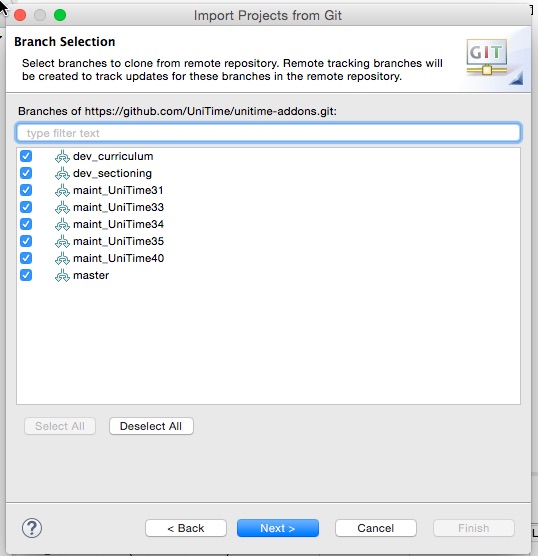 Import Projects from Git
Branch Selection
Select branches to clone from remote repository. Remote tracking branches will
be created to track updates for these branches in the remote repository.
GIT
Branches of https://github.com/UniTime/unitime-addons.git:
type filter text
dev_curriculum
dev_sectioning
maint_UniTime31
maint_UniTime33
maint_UniTime34
maint_UniTime35
maint_UniTime40
master
Select All
Deselect All
?
< Back
Next >
Cancel
Finish